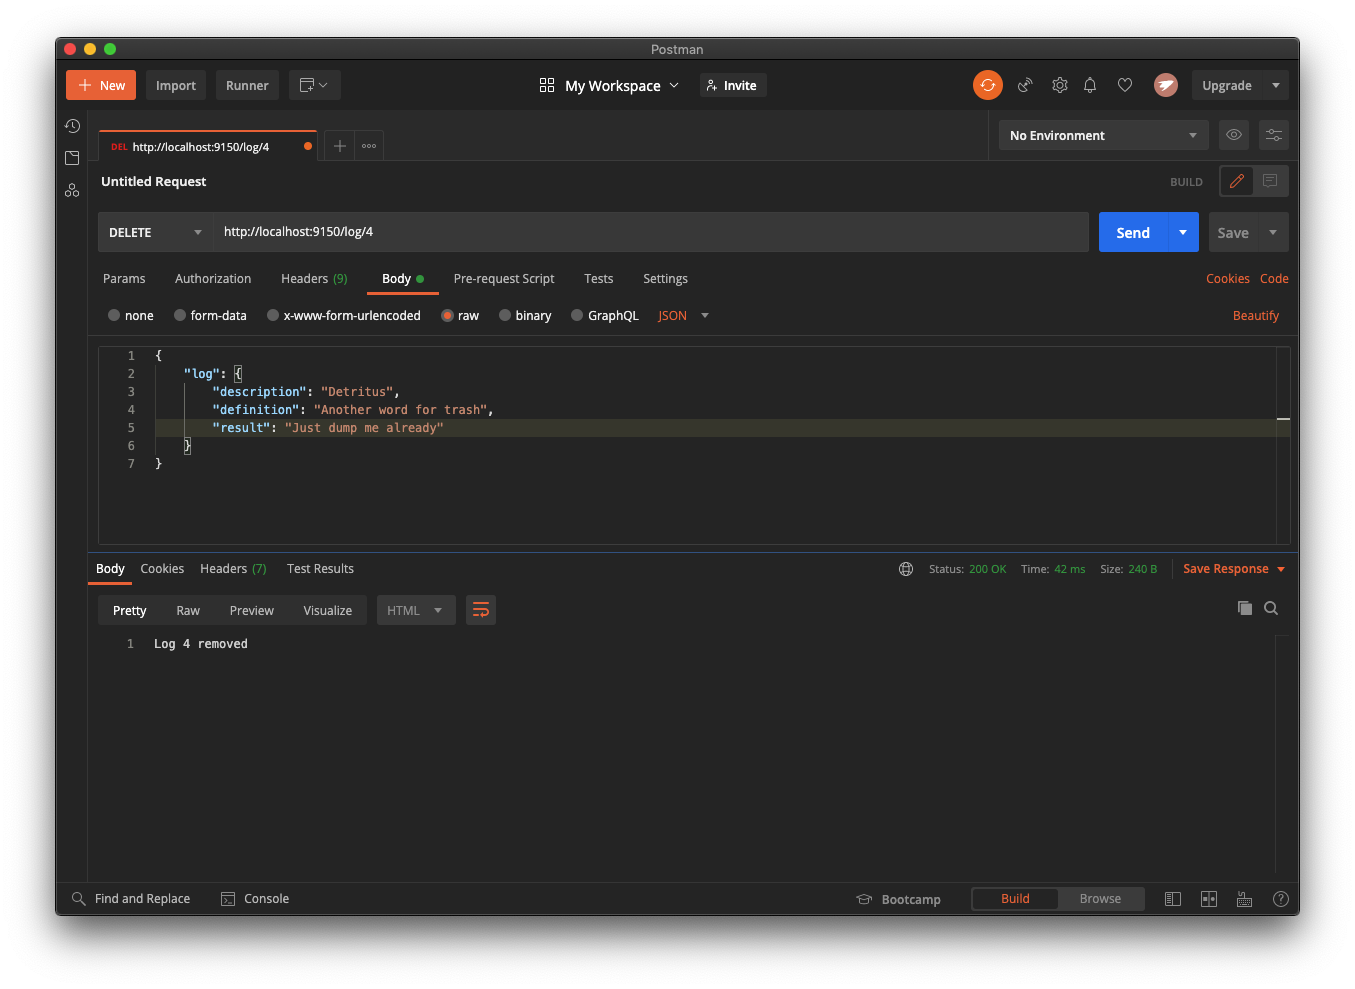 Postman
New Import Runner My Workspace Invite Upgrade
DEL http://localhost:9150/log/4
No Environment
Untitled Request
BUILD
DELETE http://localhost:9150/log/4 Send Save
Params Authorization Headers (9) Body Pre-request Script Tests Settings Cookies Code
none form-data x-www-form-urlencoded raw binary GraphQL JSON Beautify
1 {
2 "log": {
3 "description": "Detritus",
4 "definition": "Another word for trash",
5 "result": "Just dump me already"
6 }
7 }
Body Cookies Headers (7) Test Results Status: 200 OK Time: 42 ms Size: 240 B Save Response
Pretty Raw Preview Visualize HTML
1 Log 4 removed
Find and Replace Console Bootcamp Build Browse